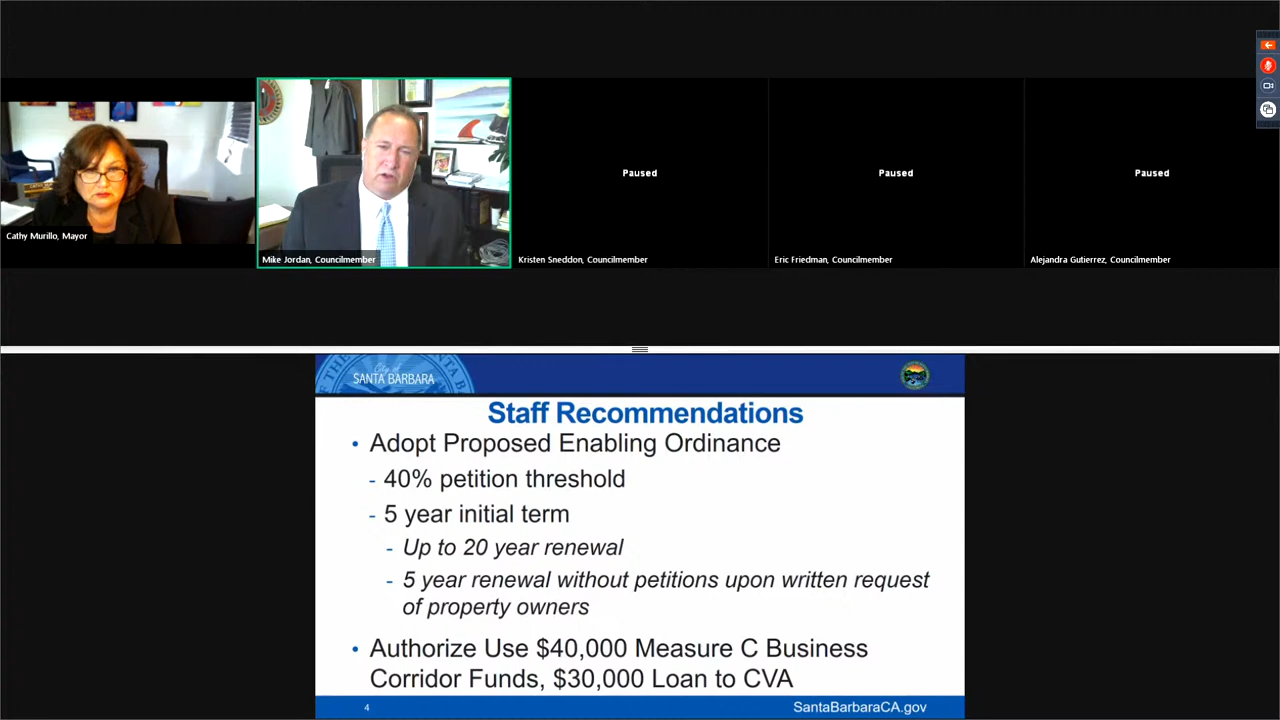 Paused
Paused
Paused
Cathy Murillo, Mayor
Mike Jordan, Councilmember
Kristen Sneddon, Councilmember
Eric Friedman, Councilmember
Alejandra Gutierrez, Councilmember
City of
SANTA BARBARA
Staff Recommendations
• Adopt Proposed Enabling Ordinance
- 40% petition threshold
- 5 year initial term
- Up to 20 year renewal
- 5 year renewal without petitions upon written request
of property owners
• Authorize Use $40,000 Measure C Business
Corridor Funds, $30,000 Loan to CVA
4
SantaBarbaraCA.gov